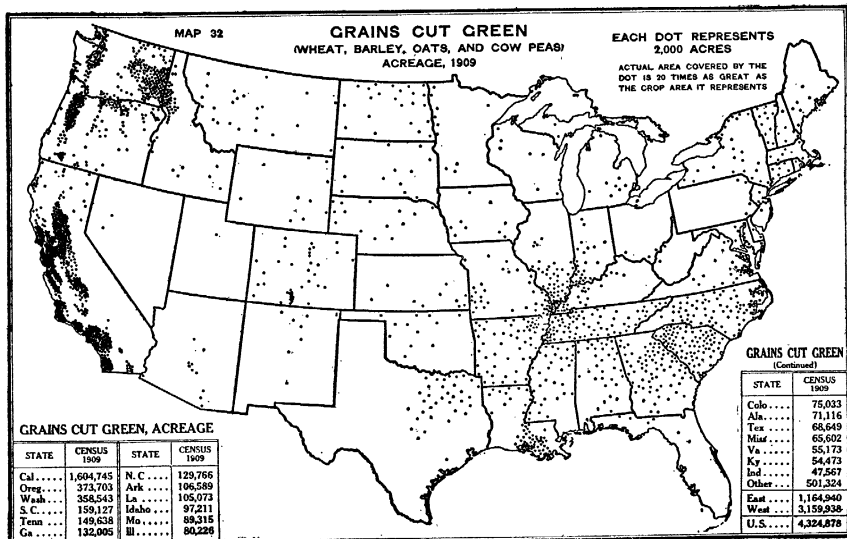 MAP 32
GRAINS CUT GREEN
(WHEAT, BARLEY, OATS, AND COW PEAS)
ACREAGE, 1909
EACH DOT REPRESENTS
2,000 ACRES
ACTUAL AREA COVERED BY THE
DOT IS 20 TIMES AS GREAT AS
THE CROP AREA IT REPRESENTS
GRAINS CUT GREEN, ACREAGE
STATE CENSUS 1909 STATE CENSUS 1909
Cal..... 1,604,745 N. C.... 129,766
Oreg.... 373,703 Ark.... 106,589
Wash... 358,543 La..... 105,073
S. C..... 159,127 Idaho... 97,211
Tenn... 149,638 Mo..... 89,315
Ga..... 132,005 Ill..... 80,226
GRAINS CUT GREEN
(Continued)
STATE CENSUS 1909
Colo.... 75,033
Ala..... 71,116
Tex..... 68,649
Miss.... 65,602
Va...... 55,173
Ky...... 54,473
Ind..... 47,567
Other... 501,324
East.... 1,164,940
West... 3,159,938
U.S..... 4,324,878